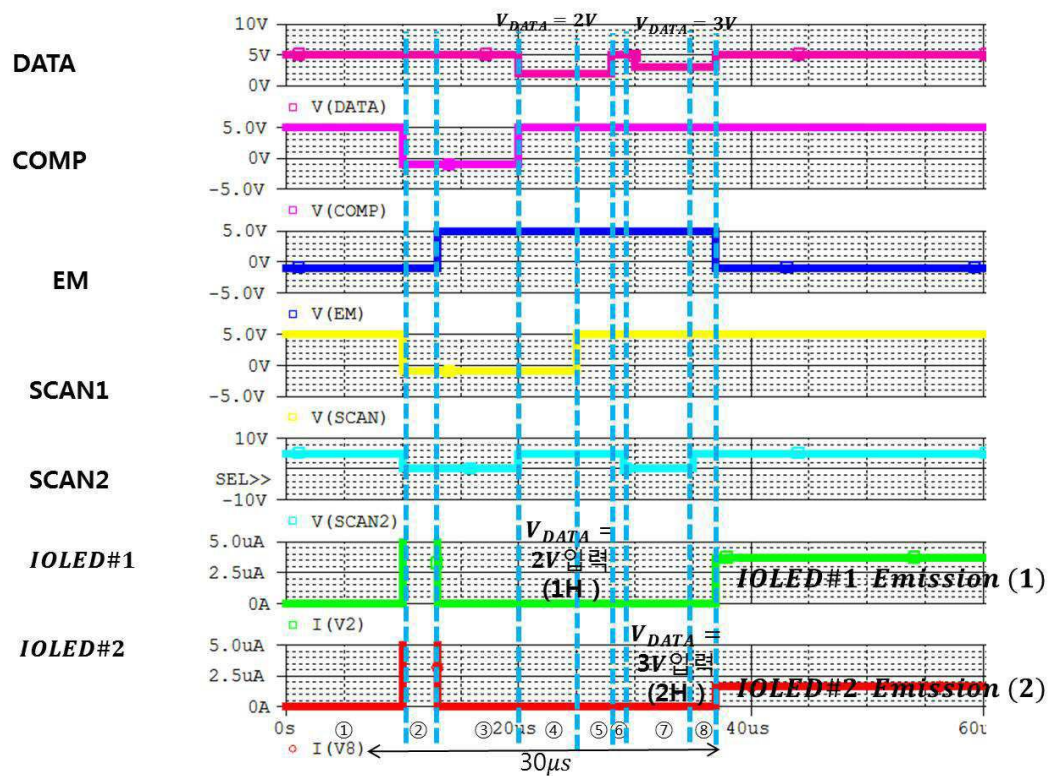 V_DATA = 2V V_DATA = 3V
DATA
10V
5V
0V
V(DATA)
COMP
5.0V
0V
-5.0V
V(COMP)
EM
5.0V
0V
-5.0V
V(EM)
SCAN1
5.0V
0V
-5.0V
V(SCAN)
SCAN2
10V
SEL>>
-10V
V(SCAN2)
IOLED#1
5.0uA
2.5uA
0A
V_DATA =
2V 입력
(1H)
IOLED#1 Emission (1)
I(V2)
IOLED#2
5.0uA
2.5uA
0A
V_DATA =
3V 입력
(2H)
IOLED#2 Emission (2)
0s 20us 40us 60u
① ② ③ ④ ⑤ ⑥ ⑦ ⑧
I(V8)
30μs